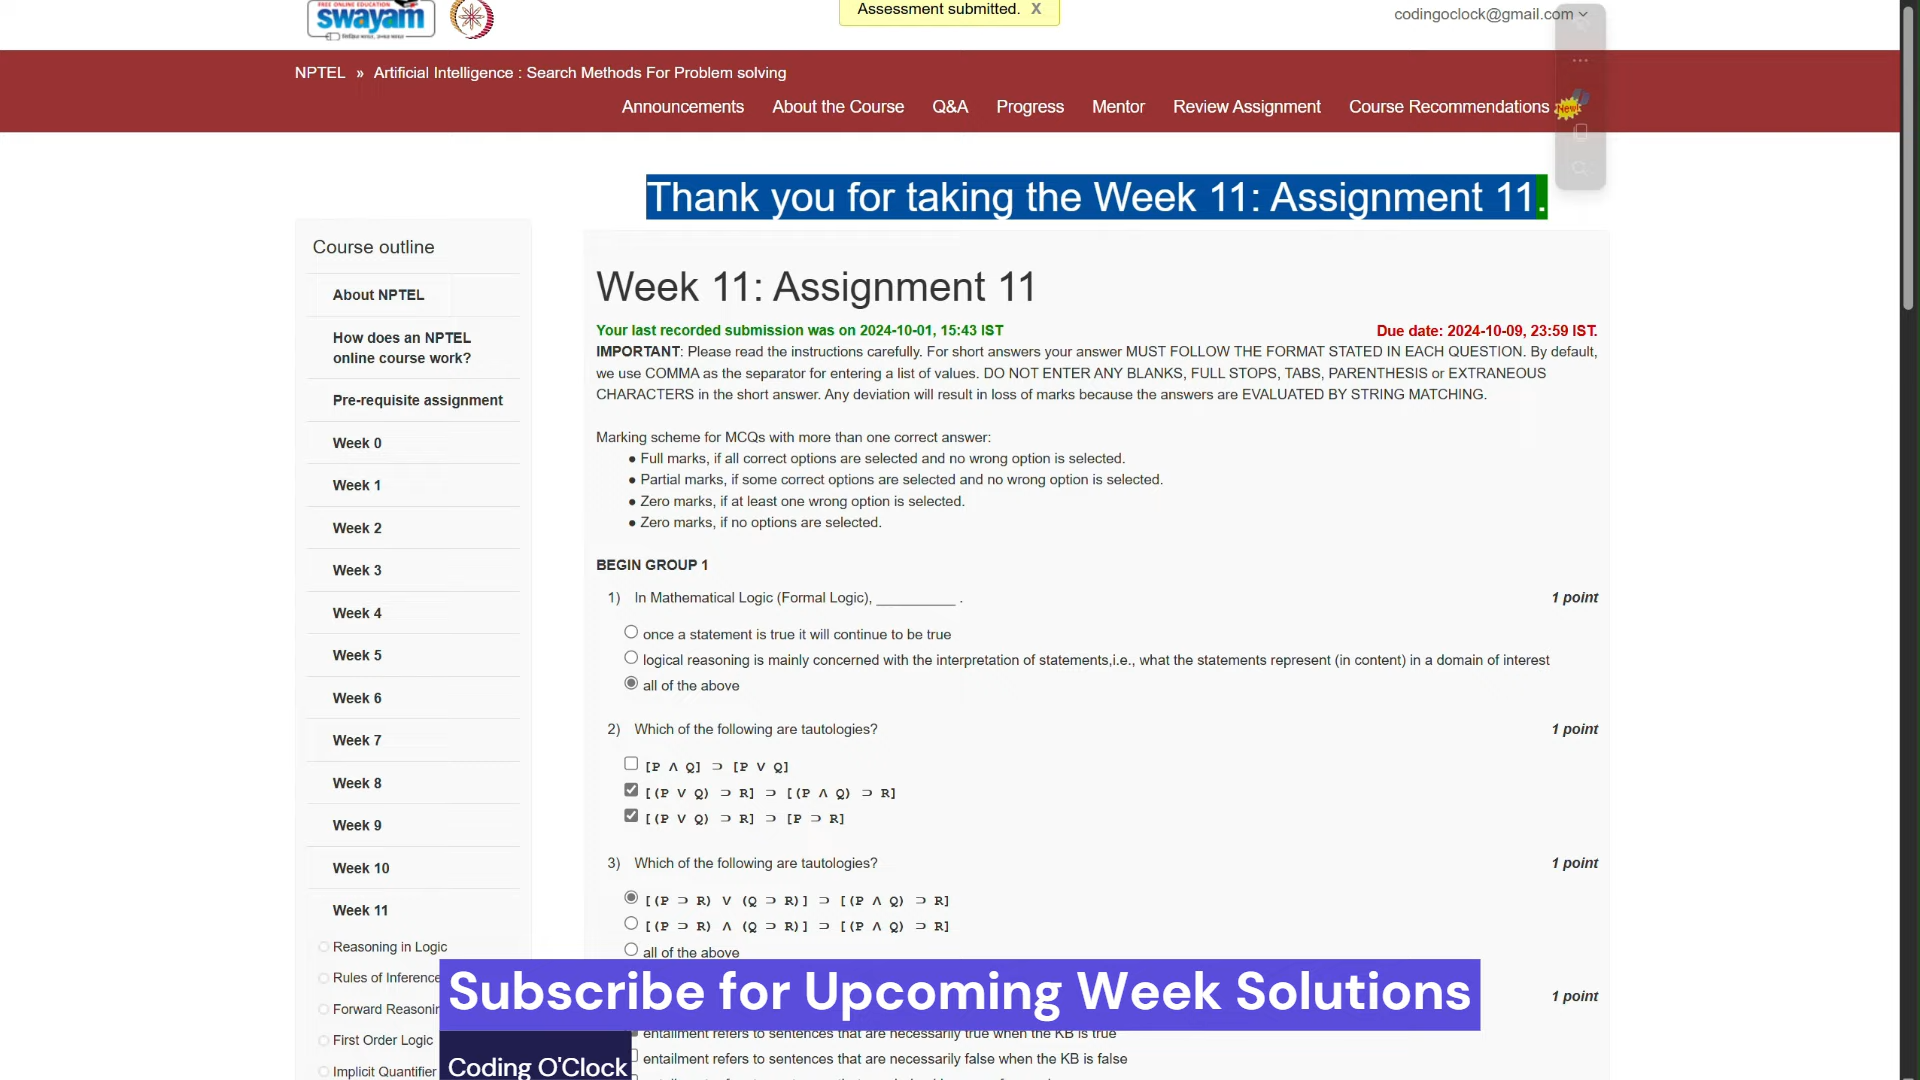 FREE ONLINE EDUCATION
swayam
Assessment submitted. X
codingoclock@gmail.com
NPTEL » Artificial Intelligence : Search Methods For Problem solving
Announcements About the Course Q&A Progress Mentor Review Assignment Course Recommendations New!
Thank you for taking the Week 11: Assignment 11.
Course outline
About NPTEL
How does an NPTEL
online course work?
Pre-requisite assignment
Week 0
Week 1
Week 2
Week 3
Week 4
Week 5
Week 6
Week 7
Week 8
Week 9
Week 10
Week 11
Reasoning in Logic
Rules of Inference
Forward Reasonin
First Order Logic
Implicit Quantifier
Week 11: Assignment 11
Your last recorded submission was on 2024-10-01, 15:43 IST Due date: 2024-10-09, 23:59 IST.
IMPORTANT: Please read the instructions carefully. For short answers your answer MUST FOLLOW THE FORMAT STATED IN EACH QUESTION. By default,
we use COMMA as the separator for entering a list of values. DO NOT ENTER ANY BLANKS, FULL STOPS, TABS, PARENTHESIS or EXTRANEOUS
CHARACTERS in the short answer. Any deviation will result in loss of marks because the answers are EVALUATED BY STRING MATCHING.
Marking scheme for MCQs with more than one correct answer:
● Full marks, if all correct options are selected and no wrong option is selected.
● Partial marks, if some correct options are selected and no wrong option is selected.
● Zero marks, if at least one wrong option is selected.
● Zero marks, if no options are selected.
BEGIN GROUP 1
1) In Mathematical Logic (Formal Logic), __________ . 1 point
once a statement is true it will continue to be true
logical reasoning is mainly concerned with the interpretation of statements,i.e., what the statements represent (in content) in a domain of interest
all of the above
2) Which of the following are tautologies? 1 point
[P ∧ Q] ⊃ [P ∨ Q]
[(P ∨ Q) ⊃ R] ⊃ [(P ∧ Q) ⊃ R]
[(P ∨ Q) ⊃ R] ⊃ [P ⊃ R]
3) Which of the following are tautologies? 1 point
[(P ⊃ R) ∨ (Q ⊃ R)] ⊃ [(P ∧ Q) ⊃ R]
[(P ⊃ R) ∧ (Q ⊃ R)] ⊃ [(P ∧ Q) ⊃ R]
all of the above
Subscribe for Upcoming Week Solutions
1 point
entailment refers to sentences that are necessarily true when the KB is true
entailment refers to sentences that are necessarily false when the KB is false
Coding O'Clock